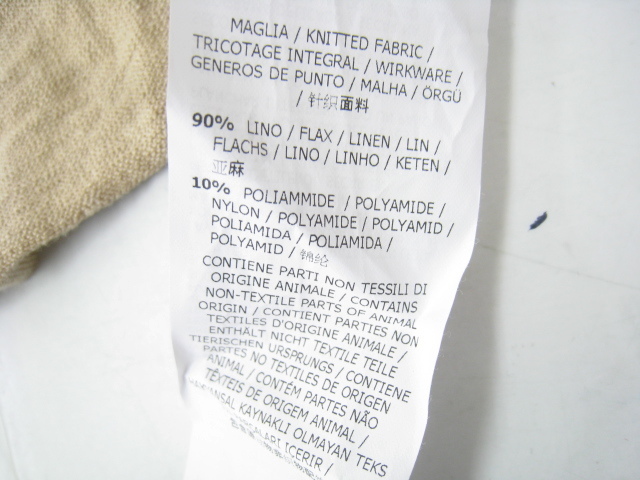 MAGLIA / KNITTED FABRIC /
TRICOTAGE INTEGRAL / WIRKWARE /
GENEROS DE PUNTO / MALHA / ÖRGÜ
/ 针织面料
90% LINO / FLAX / LINEN / LIN /
FLACHS / LINO / LINHO / KETEN /
亚麻
10% POLIAMMIDE / POLYAMIDE /
NYLON / POLYAMIDE / POLYAMID /
POLIAMIDA / POLIAMIDA /
POLYAMID / 锦纶
CONTIENE PARTI NON TESSILI DI
ORIGINE ANIMALE / CONTAINS
NON-TEXTILE PARTS OF ANIMAL
ORIGIN / CONTIENT PARTIES NON
TEXTILES D'ORIGINE ANIMALE /
ENTHÄLT NICHT TEXTILE TEILE
TIERISCHEN URSPRUNGS / CONTIENE
PARTES NO TEXTILES DE ORIGEN
ANIMAL / CONTÉM PARTES NÃO
TÊXTEIS DE ORIGEM ANIMAL /
KAYNAKLI OLMAYAN TEKS
İÇERİR /